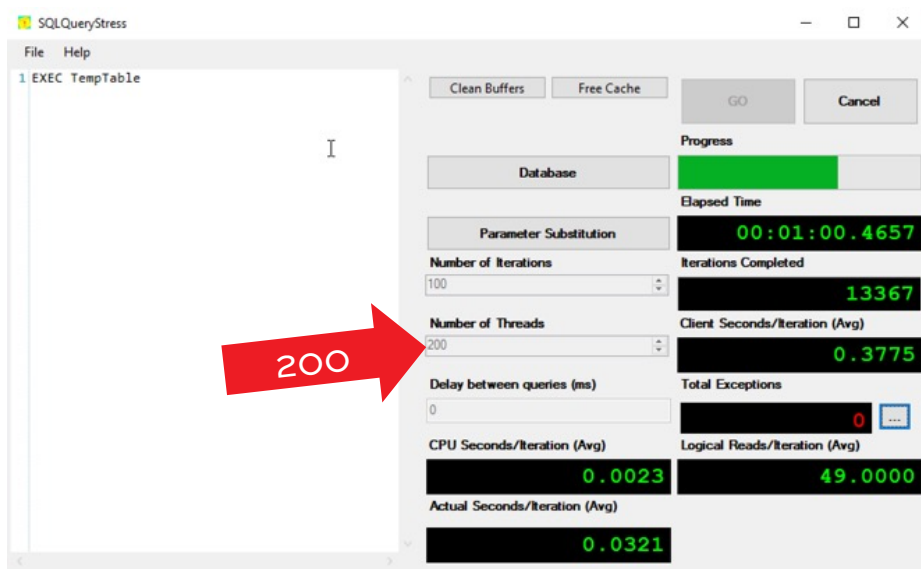 SQLQueryStress
File Help
1 EXEC TempTable
Clean Buffers Free Cache
GO Cancel
Progress
Database
Elapsed Time
00:01:00.4657
Parameter Substitution
Number of Iterations
100
Iterations Completed
13367
Number of Threads
200
200
Client Seconds/Iteration (Avg)
0.3775
Delay between queries (ms)
0
Total Exceptions
0 ...
CPU Seconds/Iteration (Avg)
0.0023
Logical Reads/Iteration (Avg)
49.0000
Actual Seconds/Iteration (Avg)
0.0321